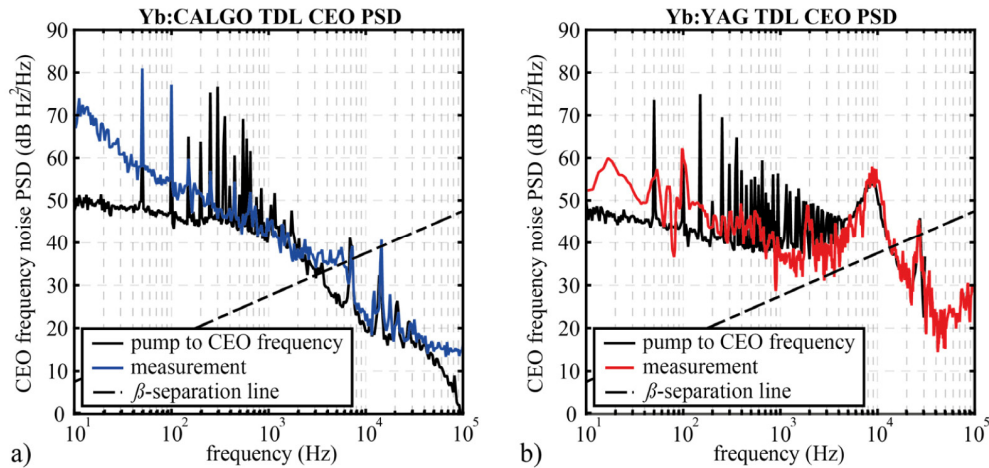 Yb:CALGO TDL CEO PSD
CEO frequency noise PSD (dB Hz²/Hz)
90
80
70
60
50
40
30
20
10
0
pump to CEO frequency
measurement
β-separation line
10¹ 10² 10³ 10⁴ 10⁵
frequency (Hz)
a)
Yb:YAG TDL CEO PSD
CEO frequency noise PSD (dB Hz²/Hz)
90
80
70
60
50
40
30
20
10
0
pump to CEO frequency
measurement
β-separation line
10¹ 10² 10³ 10⁴ 10⁵
frequency (Hz)
b)